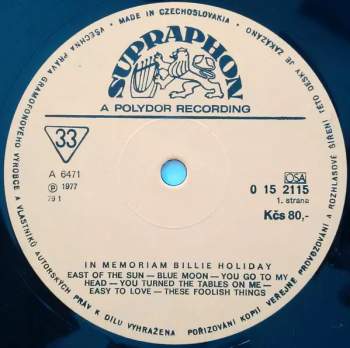 • MADE IN CZECHOSLOVAKIA •
VŠECHNA PRÁVA GRAMOFONOVÉHO VÝROBCE A VLASTNÍKŮ AUTORSKÝCH PRÁV K DÍLU VYHRAŽENA POŘIZOVÁNÍ KOPIÍ VEŘEJNÉ PROVOZOVÁNÍ A ROZHLASOVÉ ŠÍŘENÍ TÉTO DESKY JE ZAKÁZÁNO
SUPRAPHON
A POLYDOR RECORDING
33
A 6471
Ⓟ 1977
79 1
OSA
0 15 2115
1. strana
Kčs 80,-
IN MEMORIAM BILLIE HOLIDAY
EAST OF THE SUN — BLUE MOON — YOU GO TO MY
HEAD — YOU TURNED THE TABLES ON ME —
EASY TO LOVE — THESE FOOLISH THINGS